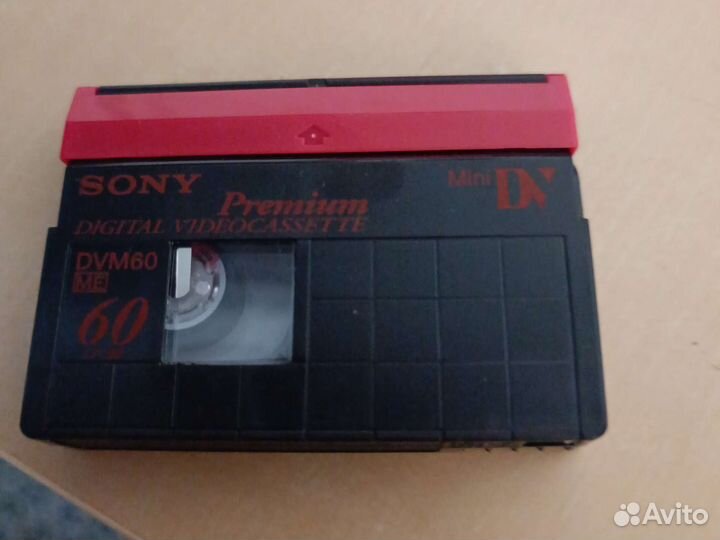 SONY
Premium
Mini DV
DIGITAL VIDEOCASSETTE
DVM60
ME
60
Avito